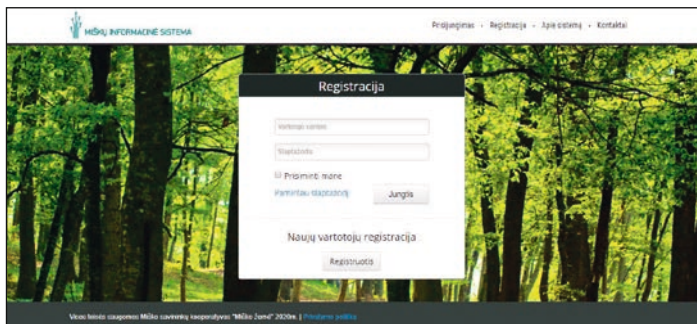 MIŠKŲ INFORMACINĖ SISTEMA
Prisijungimas • Registracija • Apie sistemą • Kontaktai
Registracija
Vartotojo vardas
Slaptažodis
Prisiminti mane
Pamiršau slaptažodį
Jungtis
Naujų vartotojų registracija
Registruotis
Visos teisės saugomos Miško savininkų kooperatyvas "Miško žemė" 2020m. | Privatumo politika